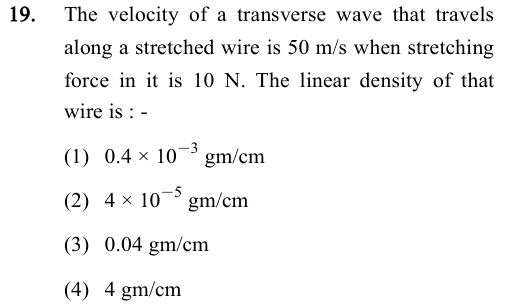 19. The velocity of a transverse wave that travels
along a stretched wire is 50 m/s when stretching
force in it is 10 N. The linear density of that
wire is : -
(1) 0.4 × 10⁻³ gm/cm
(2) 4 × 10⁻⁵ gm/cm
(3) 0.04 gm/cm
(4) 4 gm/cm